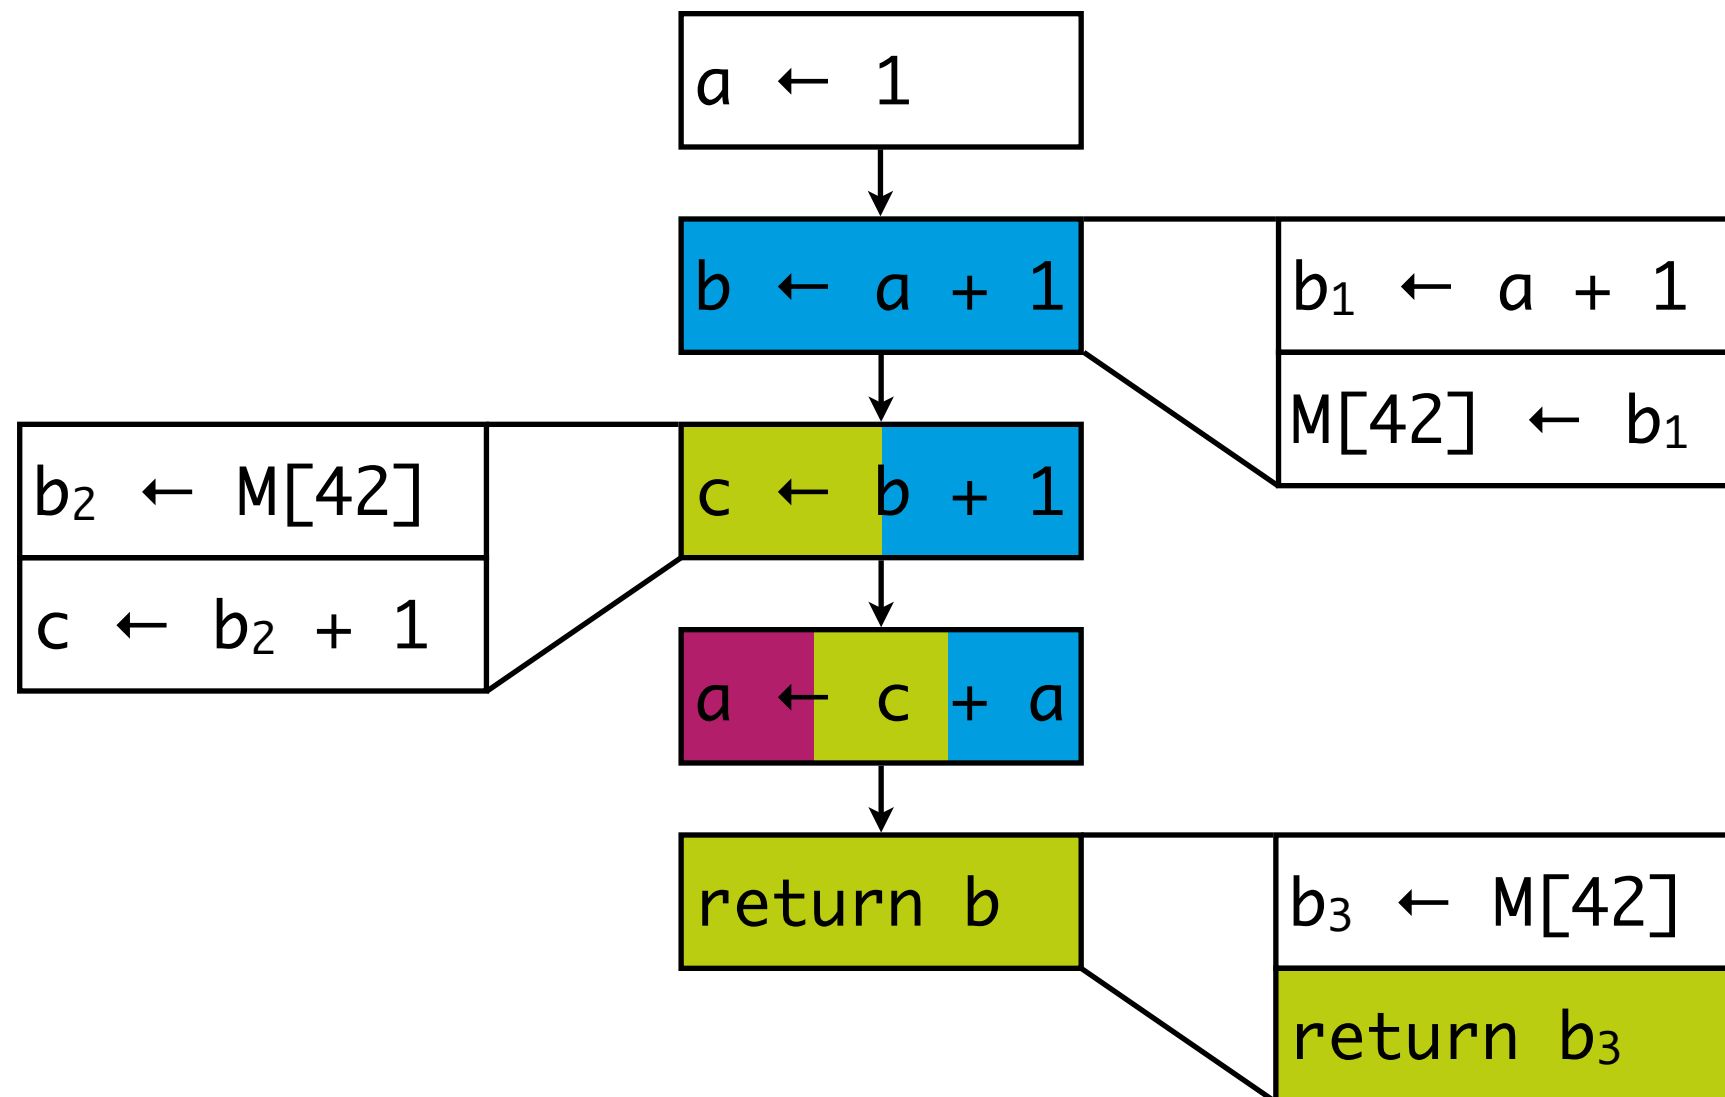 a ← 1
b ← a + 1
b₁ ← a + 1
M[42] ← b₁
c ← b + 1
b₂ ← M[42]
c ← b₂ + 1
a ← c + a
return b
b₃ ← M[42]
return b₃